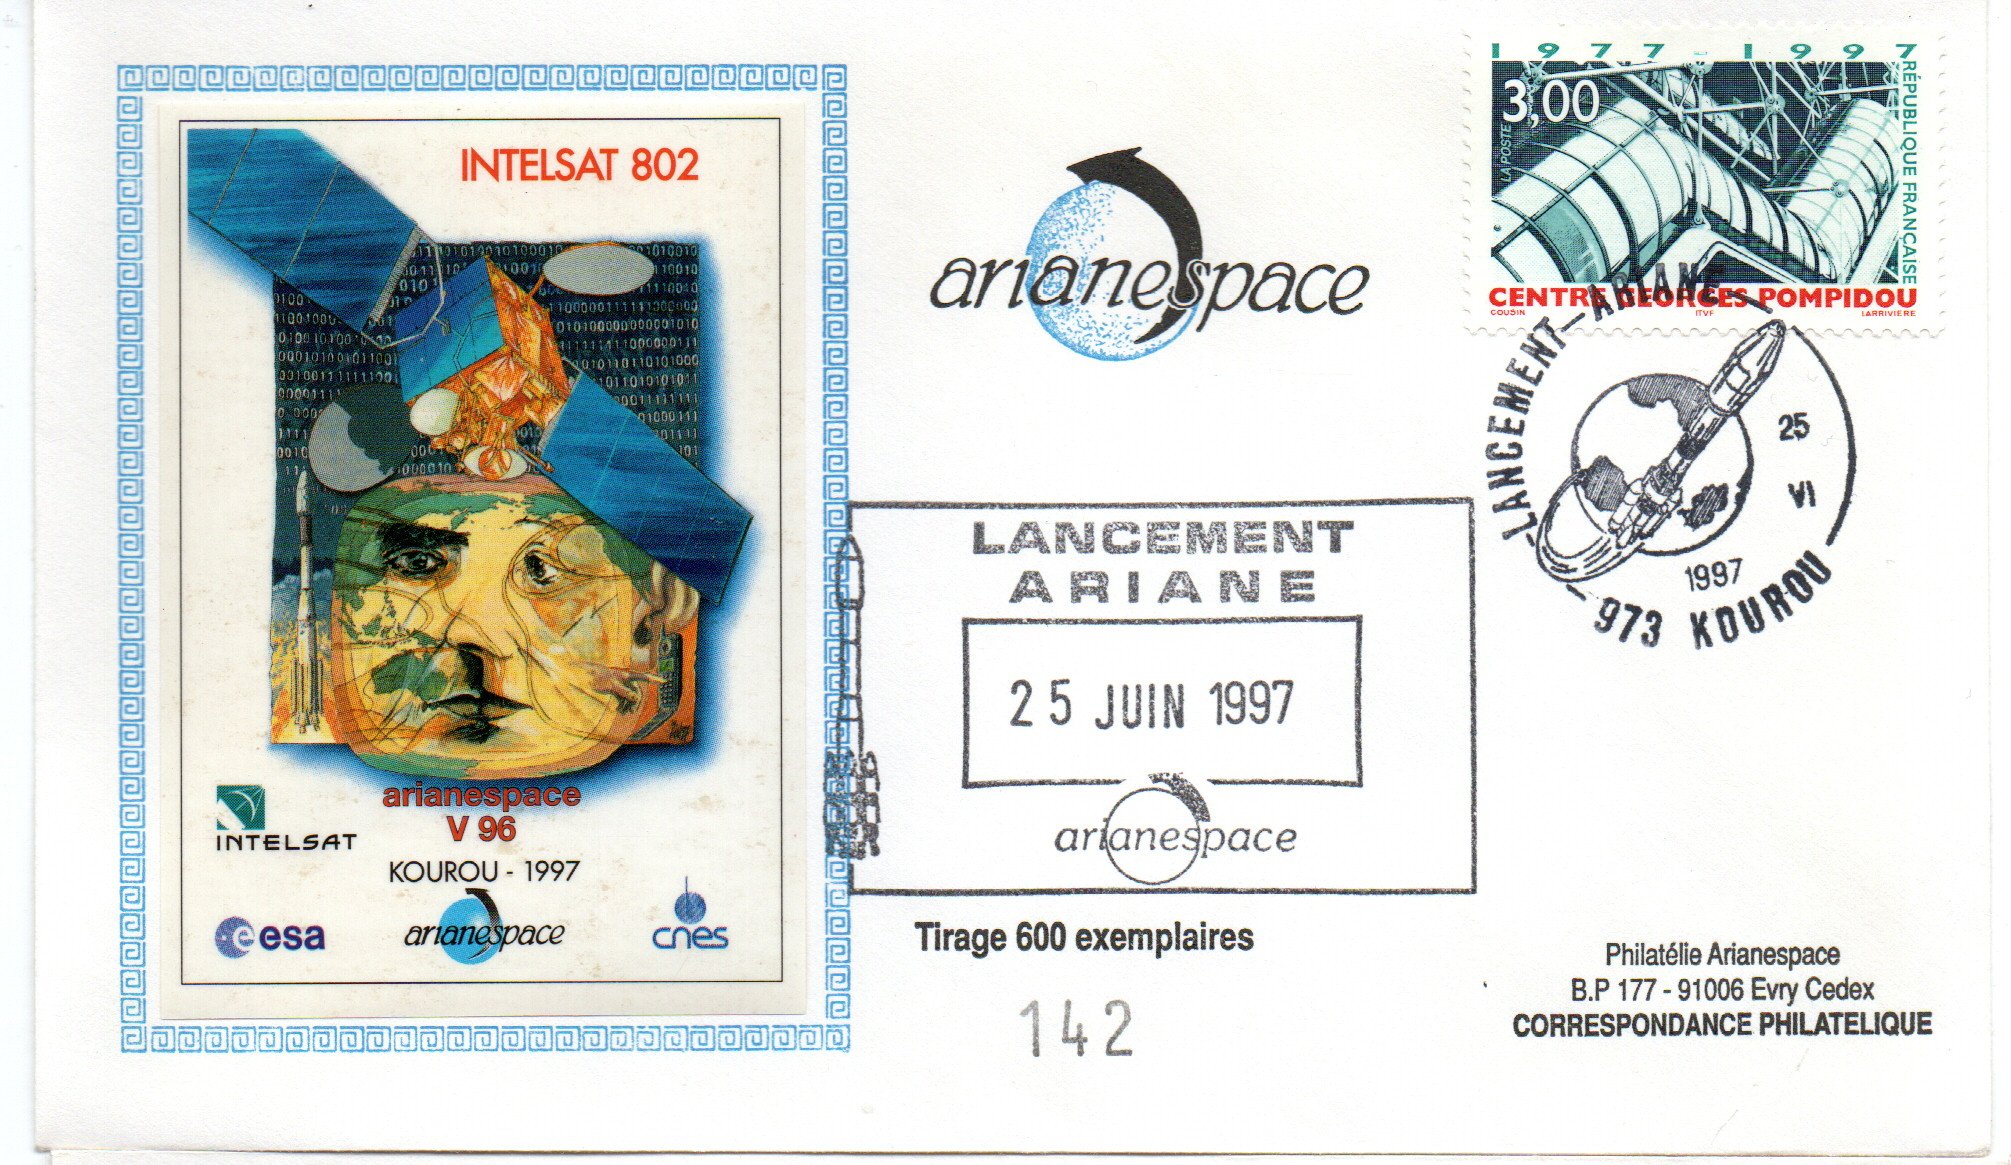 INTELSAT 802
arianespace
V 96
KOUROU - 1997
INTELSAT
esa
arianespace
cnes
arianespace
1977 - 1997
3,00
LA POSTE
RÉPUBLIQUE FRANÇAISE
CENTRE GEORGES POMPIDOU
COUSIN ITVF LARRIVIERE
LANCEMENT - ARIANE
25
VI
1997
973 KOUROU
LANCEMENT
ARIANE
25 JUIN 1997
arianespace
Tirage 600 exemplaires
142
Philatélie Arianespace
B.P 177 - 91006 Evry Cedex
CORRESPONDANCE PHILATELIQUE